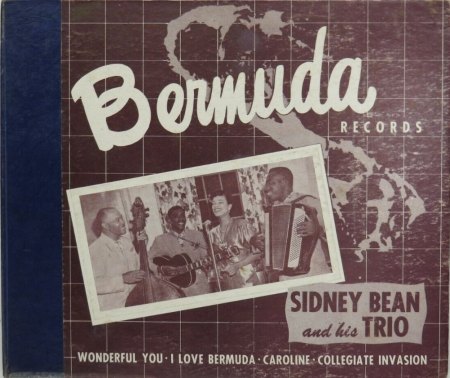 Bermuda
RECORDS
SIDNEY BEAN
and his TRIO
WONDERFUL YOU · I LOVE BERMUDA · CAROLINE · COLLEGIATE INVASION